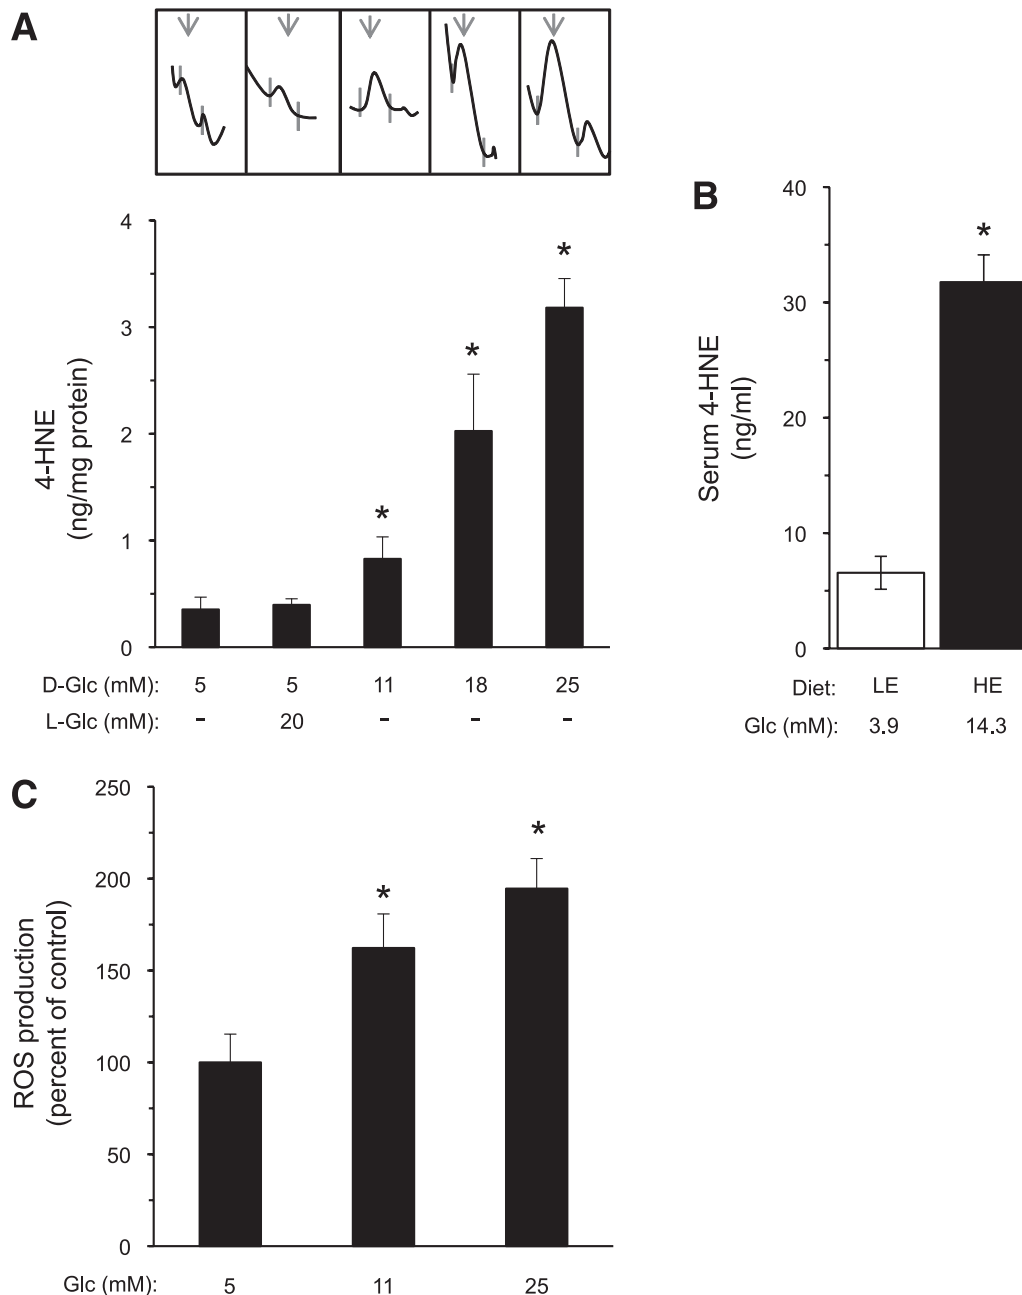 A
4
3
2
1
0
4-HNE
(ng/mg protein)
*
*
*
D-Glc (mM): 5 5 11 18 25
L-Glc (mM): - 20 - - -
B
40
30
20
10
0
Serum 4-HNE
(ng/ml)
*
Diet: LE HE
Glc (mM): 3.9 14.3
C
250
200
150
100
50
0
ROS production
(percent of control)
*
*
Glc (mM): 5 11 25